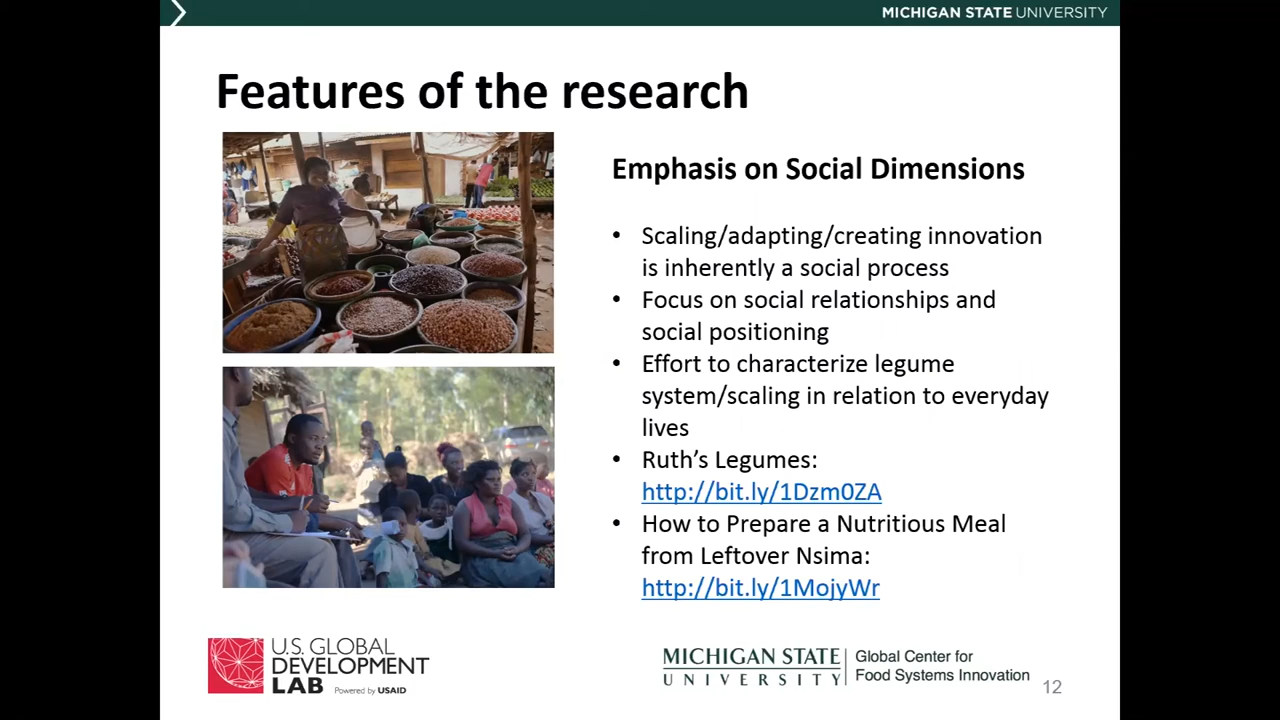 MICHIGAN STATE UNIVERSITY
Features of the research
Emphasis on Social Dimensions
• Scaling/adapting/creating innovation
is inherently a social process
• Focus on social relationships and
social positioning
• Effort to characterize legume
system/scaling in relation to everyday
lives
• Ruth's Legumes:
http://bit.ly/1Dzm0ZA
• How to Prepare a Nutritious Meal
from Leftover Nsima:
http://bit.ly/1MojyWr
U.S. GLOBAL
DEVELOPMENT
LAB Powered by USAID
MICHIGAN STATE
UNIVERSITY
Global Center for
Food Systems Innovation
12